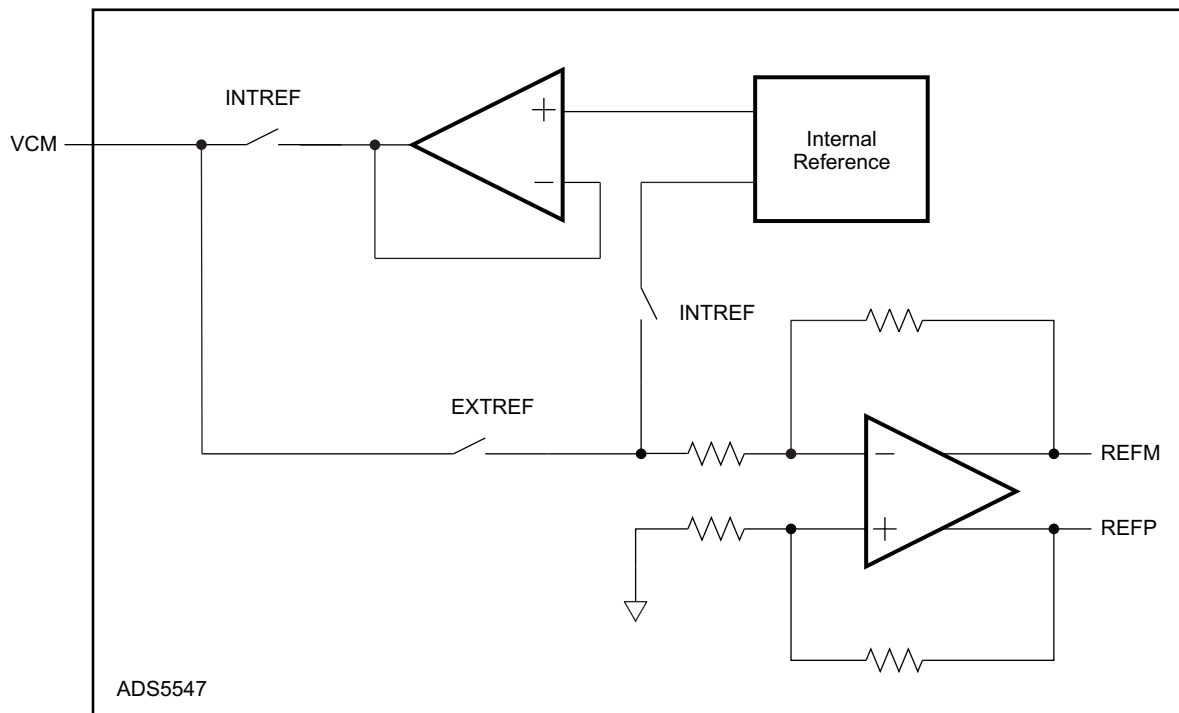 INTREF
VCM
Internal
Reference
INTREF
EXTREF
REFM
REFP
ADS5547